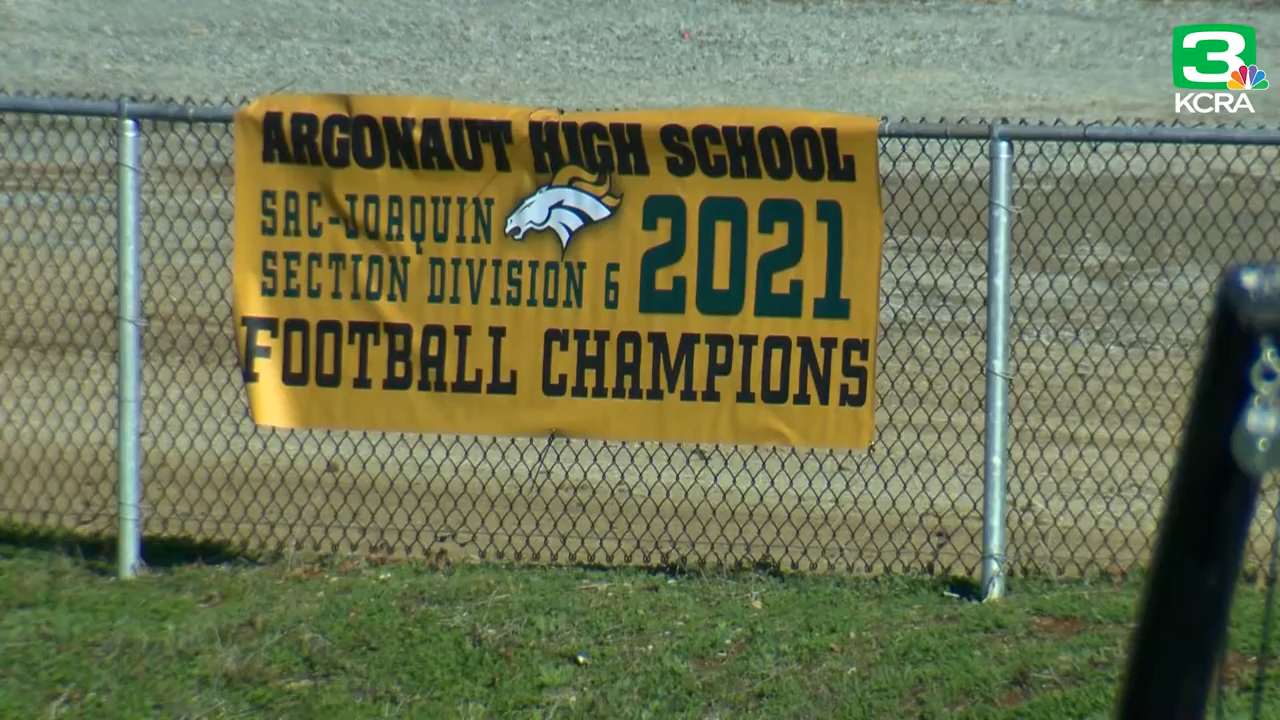 3
KCRA
ARGONAUT HIGH SCHOOL
SAC-JOAQUIN
SECTION DIVISION 6
2021
FOOTBALL CHAMPIONS